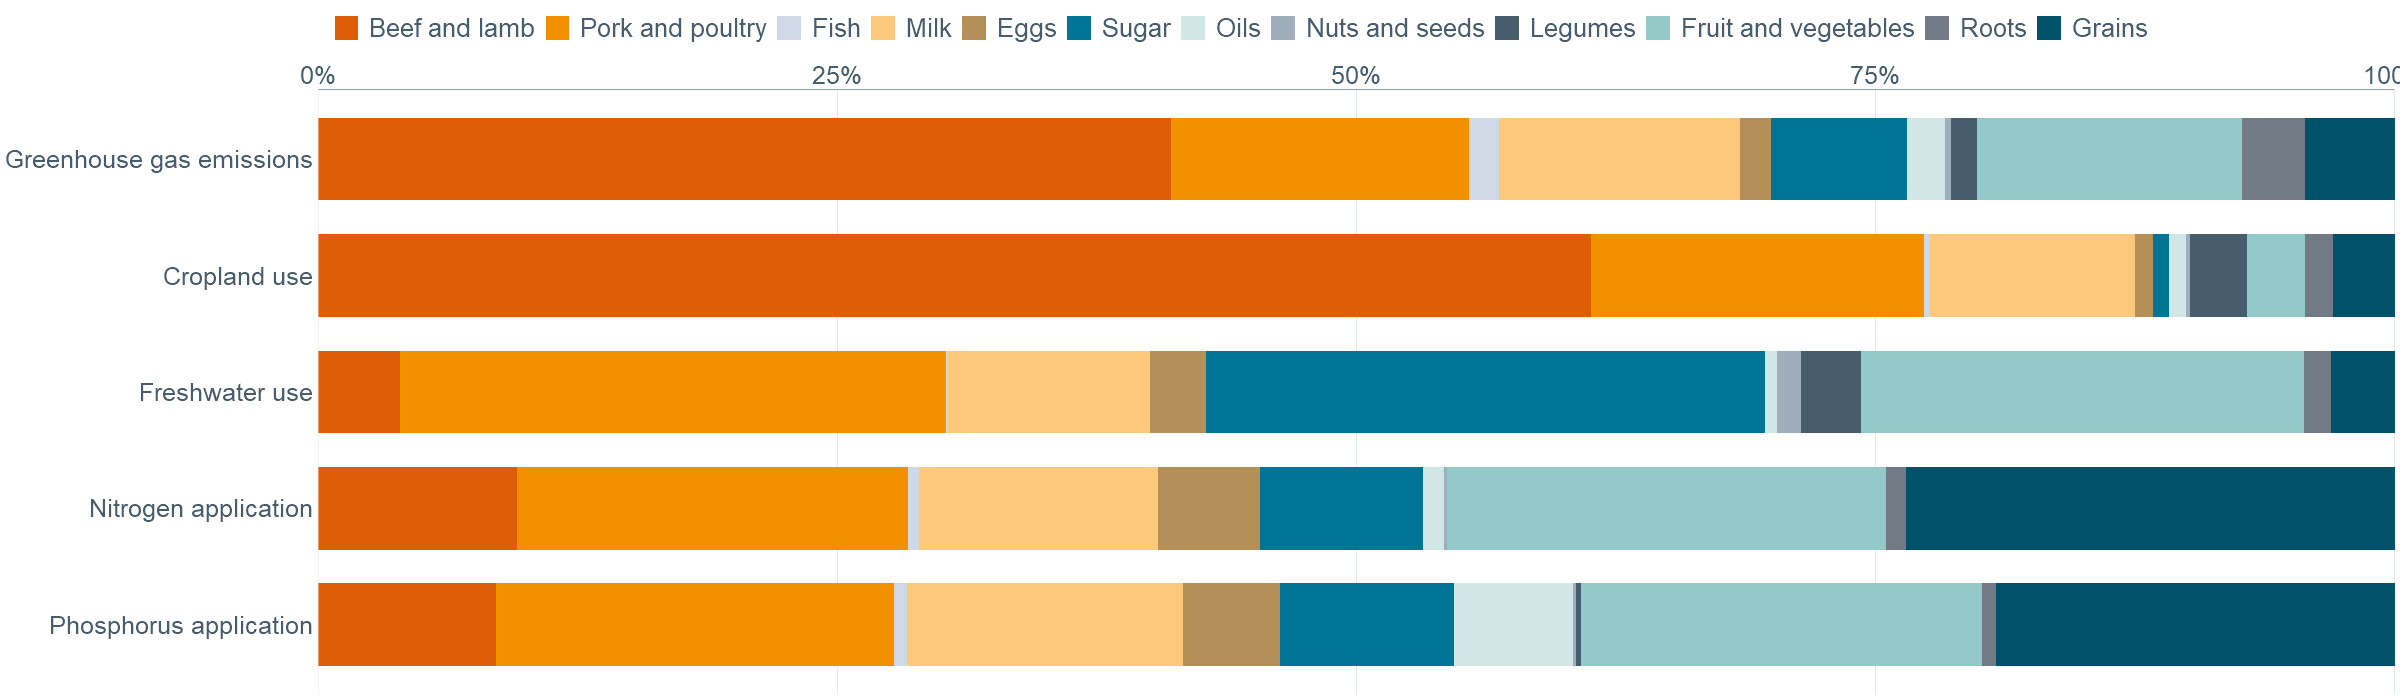 Beef and lamb Pork and poultry Fish Milk Eggs Sugar Oils Nuts and seeds Legumes Fruit and vegetables Roots Grains
0% 25% 50% 75% 100
Greenhouse gas emissions
Cropland use
Freshwater use
Nitrogen application
Phosphorus application